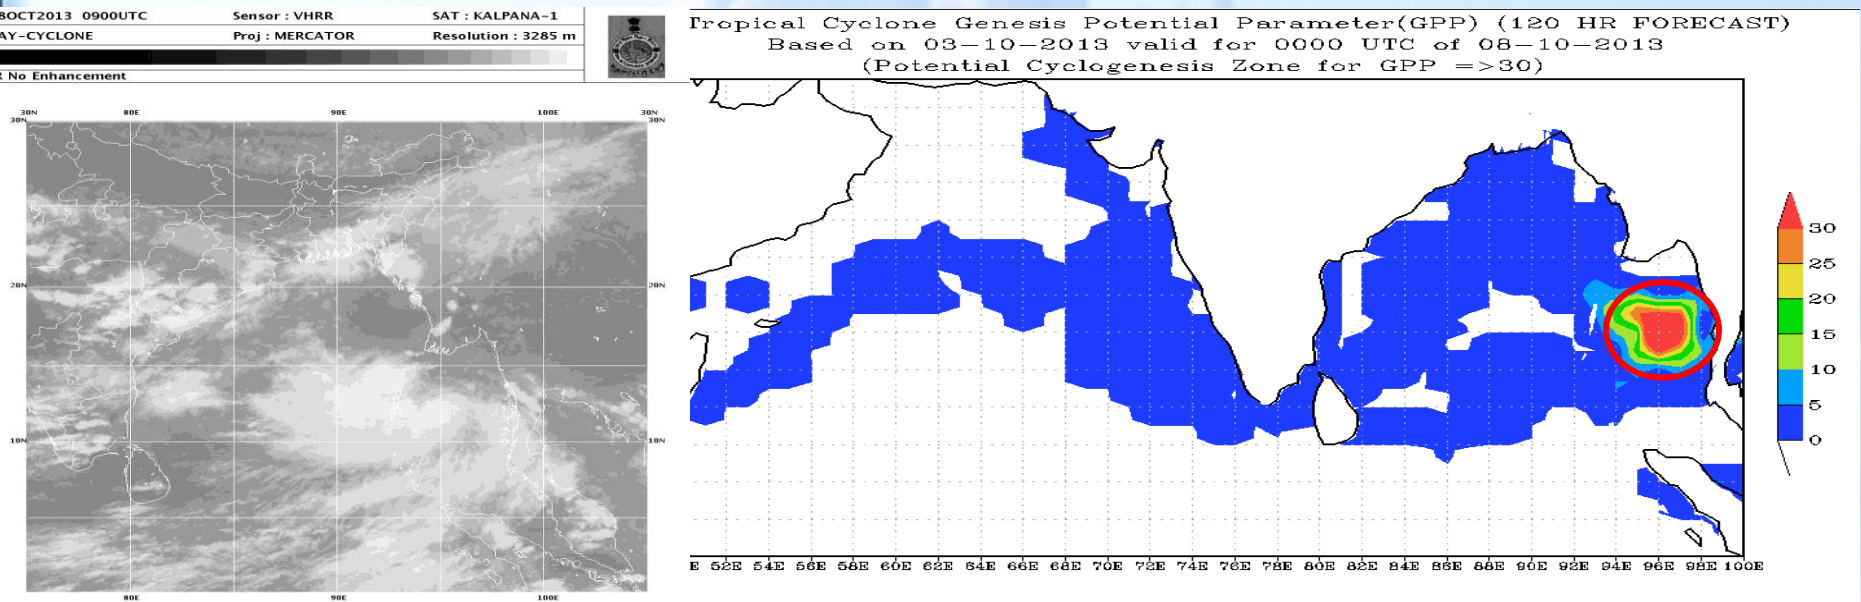 8OCT2013 0900UTC Sensor : VHRR SAT : KALPANA-1
AY-CYCLONE Proj : MERCATOR Resolution : 3285 m
R No Enhancement
30N 80E 90E 100E 30N
30N 30N
20N 20N
10N 10N
80E 90E 100E
Tropical Cyclone Genesis Potential Parameter(GPP) (120 HR FORECAST)
Based on 03-10-2013 valid for 0000 UTC of 08-10-2013
(Potential Cyclogenesis Zone for GPP =>30)
30
25
20
15
10
5
0
E 52E 54E 56E 58E 60E 62E 64E 66E 68E 70E 72E 74E 76E 78E 80E 82E 84E 86E 88E 90E 92E 94E 96E 98E 100E